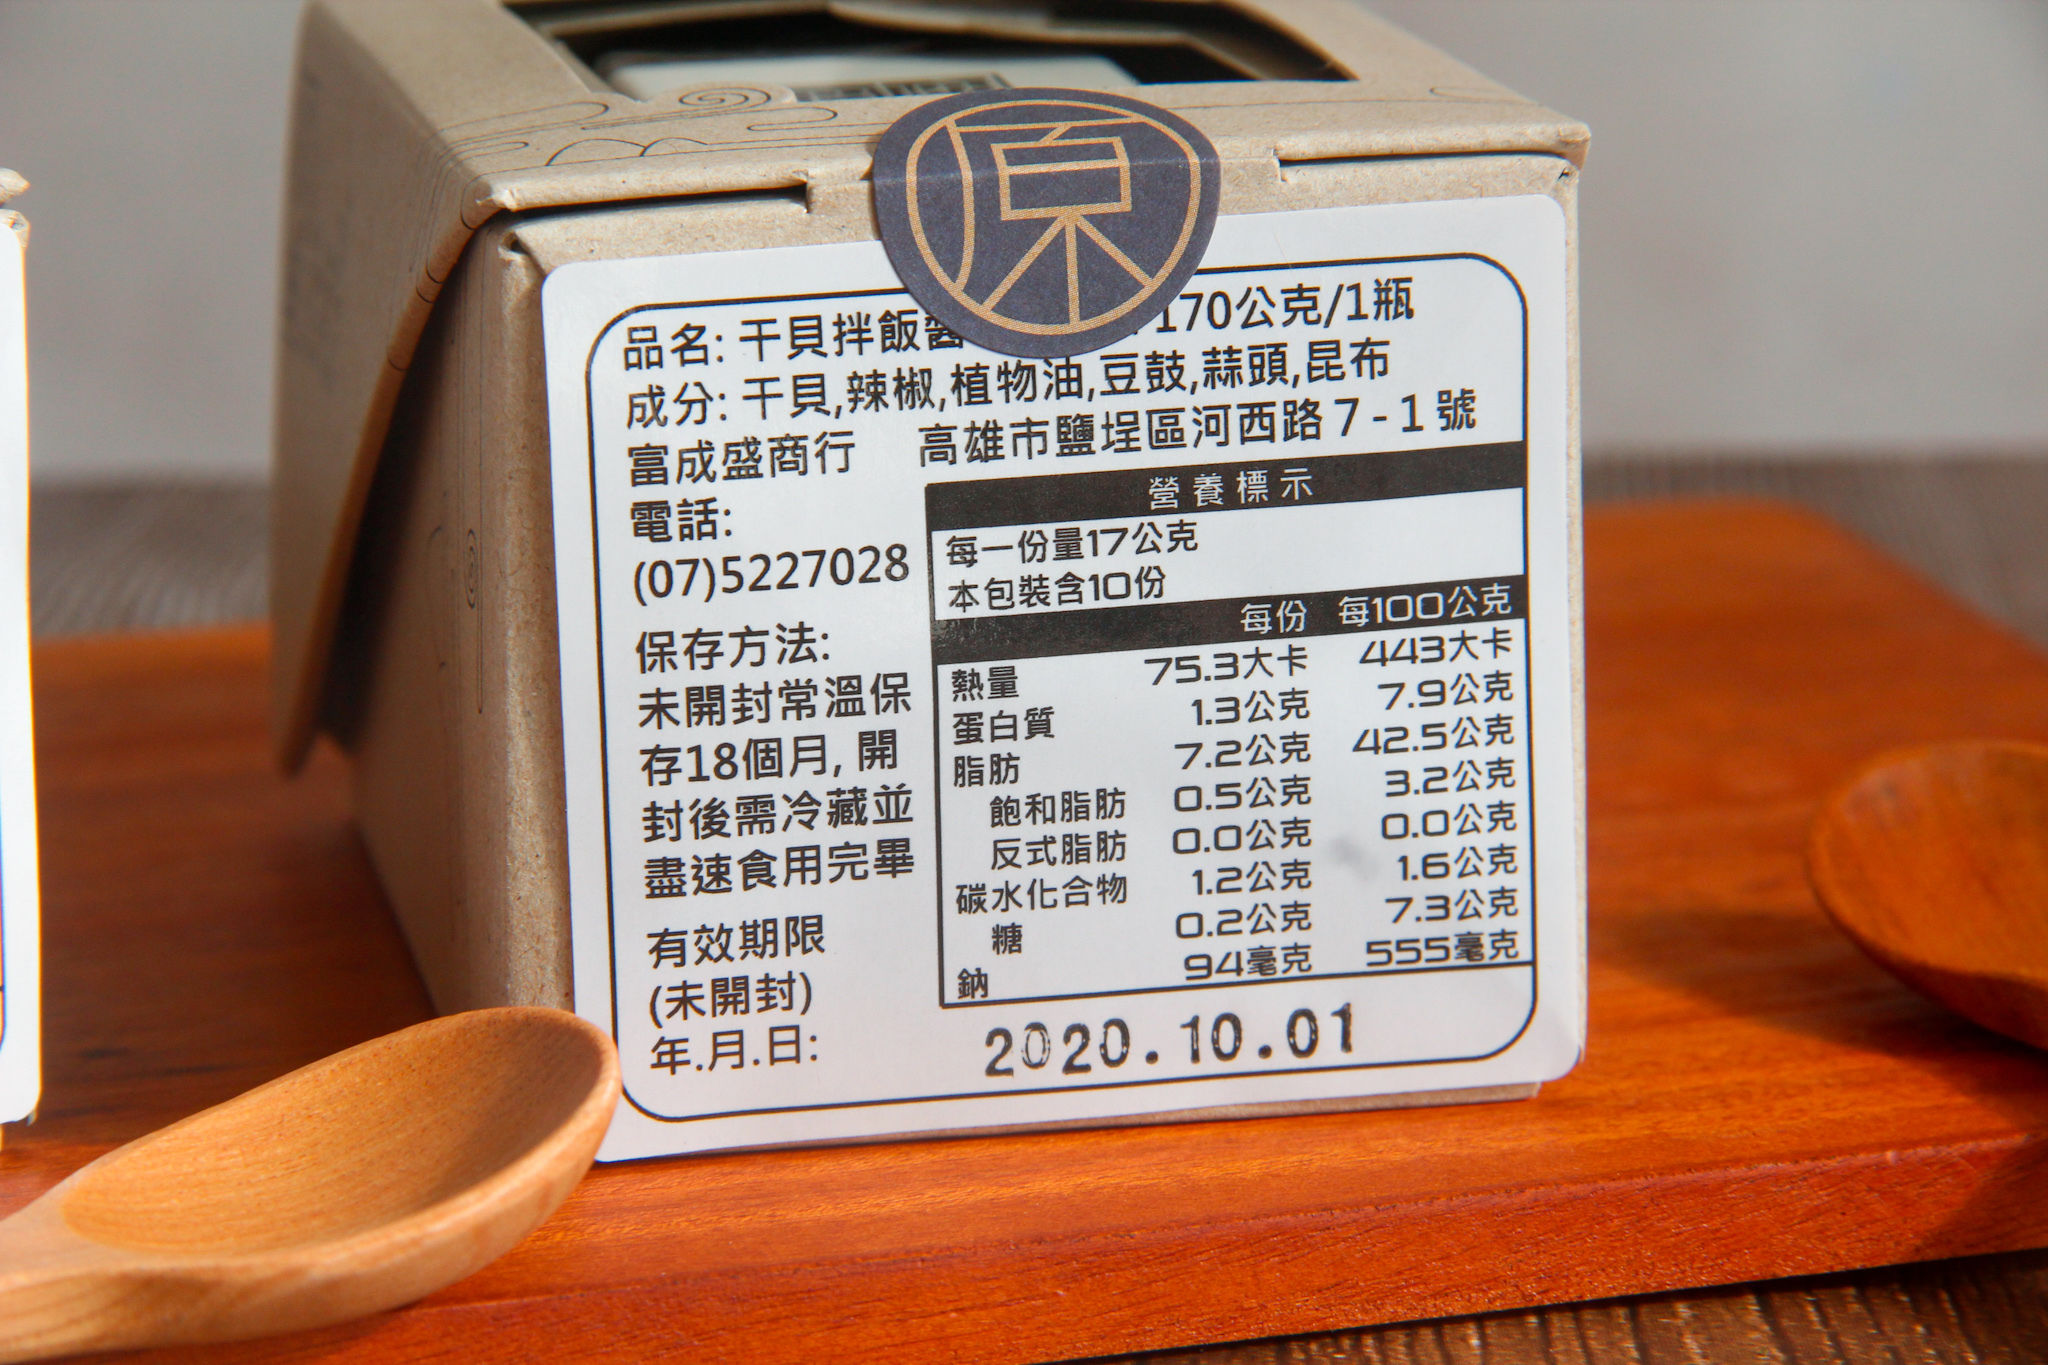 原
品名: 干貝拌飯醬 170公克/1瓶
成分: 干貝,辣椒,植物油,豆鼓,蒜頭,昆布
富成盛商行 高雄市鹽埕區河西路7-1號
電話:
(07)5227028
保存方法:
未開封常溫保
存18個月, 開
封後需冷藏並
盡速食用完畢
有效期限
(未開封)
年.月.日: 2020.10.01
營養標示
每一份量17公克
本包裝含10份
每份 每100公克
熱量 75.3大卡 443大卡
蛋白質 1.3公克 7.9公克
脂肪 7.2公克 42.5公克
飽和脂肪 0.5公克 3.2公克
反式脂肪 0.0公克 0.0公克
碳水化合物 1.2公克 1.6公克
糖 0.2公克 7.3公克
鈉 94毫克 555毫克